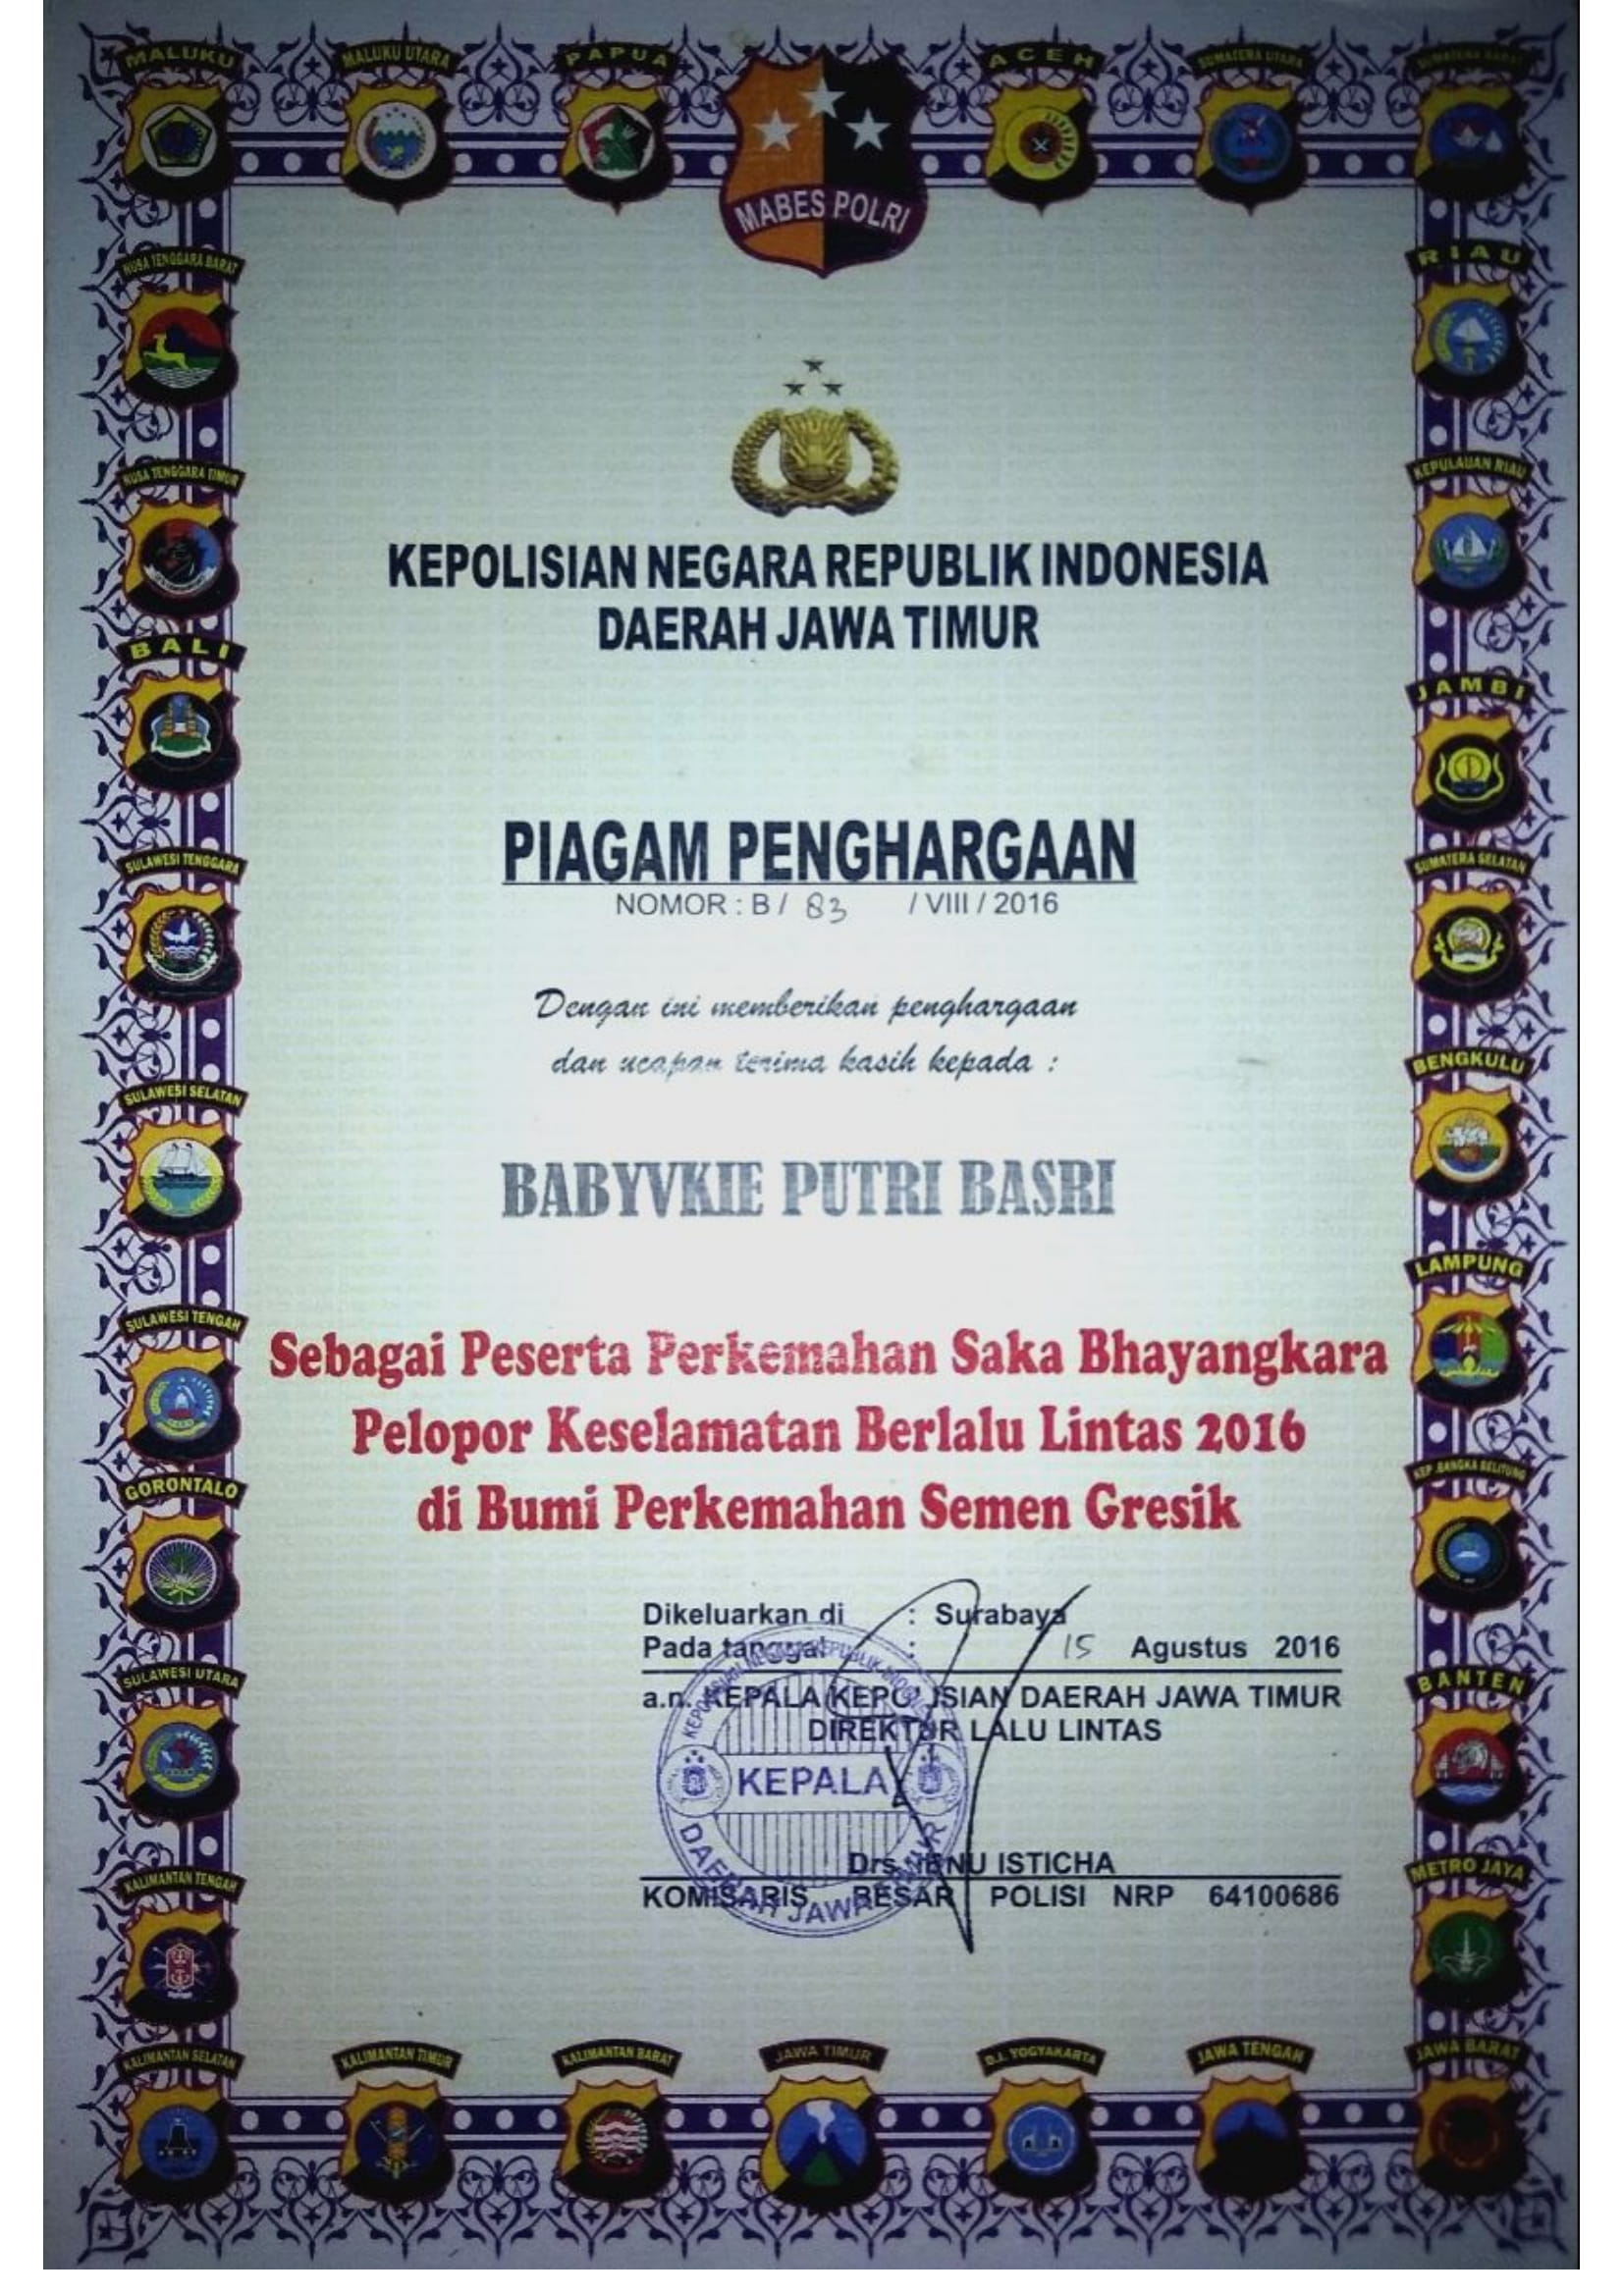 MALUKU
MALUKU UTARA
PAPUA
MABES POLRI
ACEH
SUMATERA UTARA
SUMATERA BARAT
NUSA TENGGARA BARAT
NUSA TENGGARA TIMUR
BALI
SULAWESI TENGGARA
SULAWESI SELATAN
SULAWESI TENGAH
GORONTALO
SULAWESI UTARA
KALIMANTAN TENGAH
RIAU
KEPULAUAN RIAU
JAMBI
SUMATERA SELATAN
BENGKULU
LAMPUNG
KEP. BANGKA BELITUNG
BANTEN
METRO JAYA
KEPOLISIAN NEGARA REPUBLIK INDONESIA
DAERAH JAWA TIMUR
PIAGAM PENGHARGAAN
NOMOR : B / 83 / VIII / 2016
Dengan ini memberikan penghargaan
dan ucapan terima kasih kepada :
BABYVKIE PUTRI BASRI
Sebagai Peserta Perkemahan Saka Bhayangkara
Pelopor Keselamatan Berlalu Lintas 2016
di Bumi Perkemahan Semen Gresik
Dikeluarkan di : Surabaya
Pada tanggal : 15 Agustus 2016
a.n. KEPALA KEPOLISIAN DAERAH JAWA TIMUR
DIREKTUR LALU LINTAS
KEPOLISIAN NEGARA REPUBLIK INDONESIA
KEPALA
DAERAH JAWA TIMUR
Drs. IBNU ISTICHA
KOMISARIS BESAR POLISI NRP 64100686
KALIMANTAN SELATAN
KALIMANTAN TIMUR
KALIMANTAN BARAT
JAWA TIMUR
D.I. YOGYAKARTA
JAWA TENGAH
JAWA BARAT